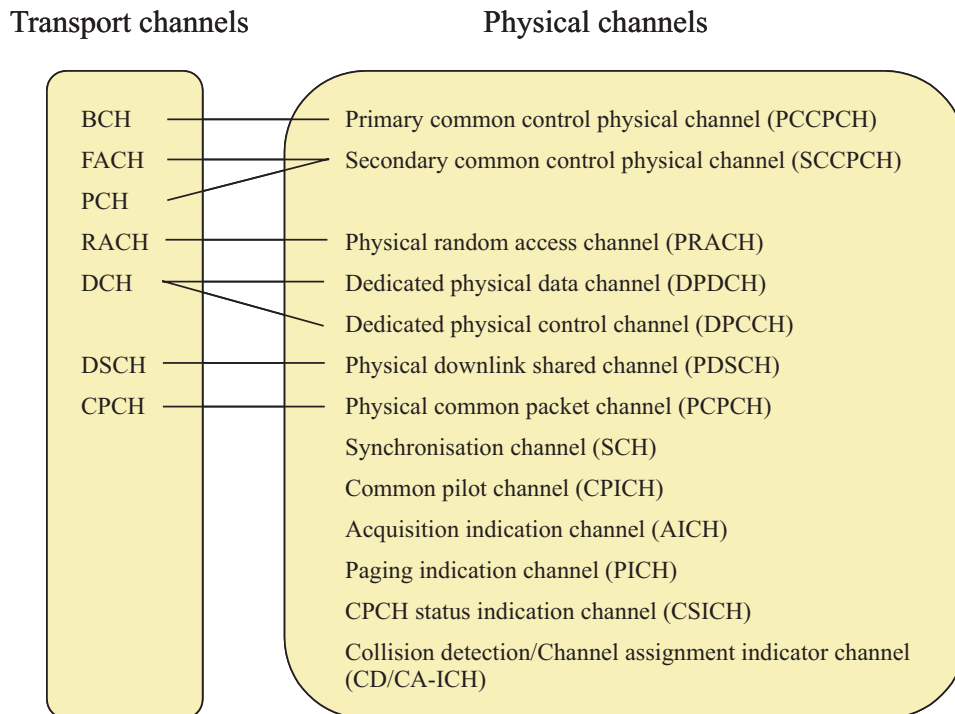 Transport channels
Physical channels
BCH
FACH
PCH
RACH
DCH
DSCH
CPCH
Primary common control physical channel (PCCPCH)
Secondary common control physical channel (SCCPCH)
Physical random access channel (PRACH)
Dedicated physical data channel (DPDCH)
Dedicated physical control channel (DPCCH)
Physical downlink shared channel (PDSCH)
Physical common packet channel (PCPCH)
Synchronisation channel (SCH)
Common pilot channel (CPICH)
Acquisition indication channel (AICH)
Paging indication channel (PICH)
CPCH status indication channel (CSICH)
Collision detection/Channel assignment indicator channel
(CD/CA-ICH)